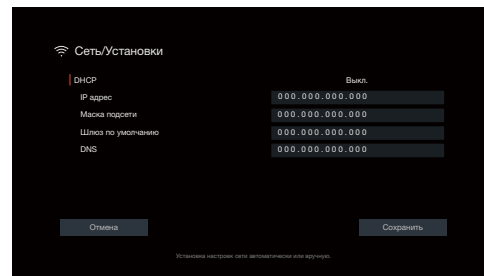 Сеть/Установки
DHCP Выкл.
IP адрес 000.000.000.000
Маска подсети 000.000.000.000
Шлюз по умолчанию 000.000.000.000
DNS 000.000.000.000
Отмена Сохранить
Установка настроек сети автоматически или вручную.